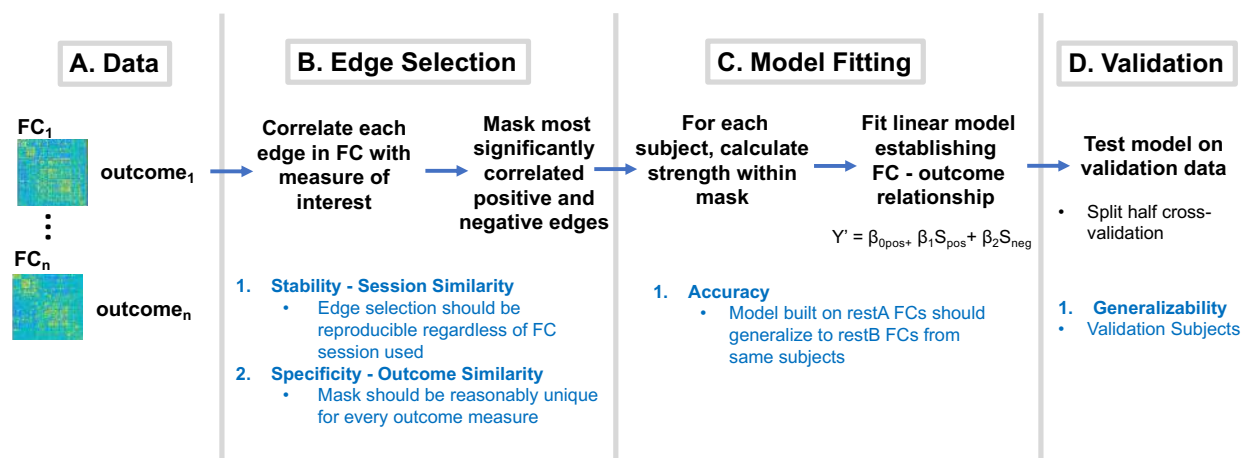 A. Data
FC1
outcome1
⋮
FCn
outcomen
B. Edge Selection
Correlate each
edge in FC with
measure of
interest
Mask most
significantly
correlated
positive and
negative edges
1. Stability - Session Similarity
• Edge selection should be
reproducible regardless of FC
session used
2. Specificity - Outcome Similarity
• Mask should be reasonably unique
for every outcome measure
C. Model Fitting
For each
subject, calculate
strength within
mask
Fit linear model
establishing
FC - outcome
relationship
Y' = β0pos+ β1Spos+ β2Sneg
1. Accuracy
• Model built on restA FCs should
generalize to restB FCs from
same subjects
D. Validation
Test model on
validation data
• Split half cross-
validation
1. Generalizability
• Validation Subjects